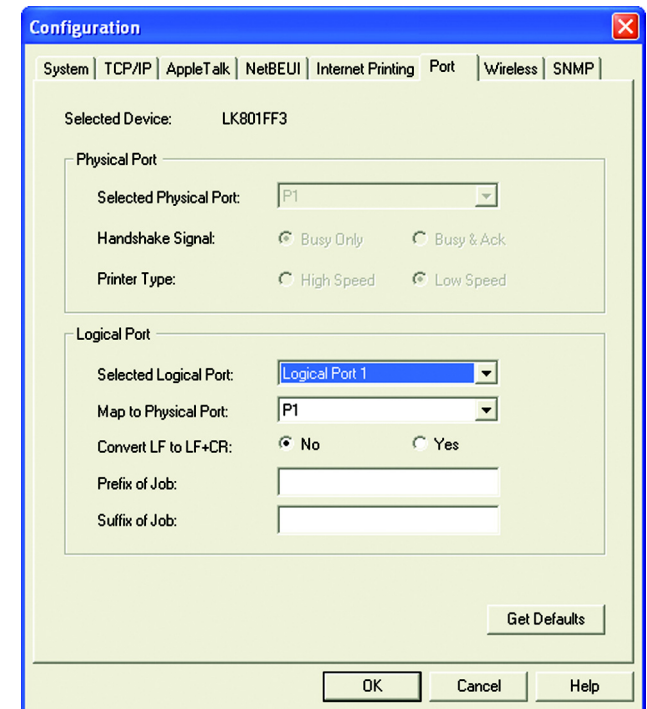 Configuration
System TCP/IP AppleTalk NetBEUI Internet Printing Port Wireless SNMP
Selected Device: LK801FF3
Physical Port
Selected Physical Port: P1
Handshake Signal: Busy Only Busy & Ack
Printer Type: High Speed Low Speed
Logical Port
Selected Logical Port: Logical Port 1
Map to Physical Port: P1
Convert LF to LF+CR: No Yes
Prefix of Job:
Suffix of Job:
Get Defaults
OK Cancel Help